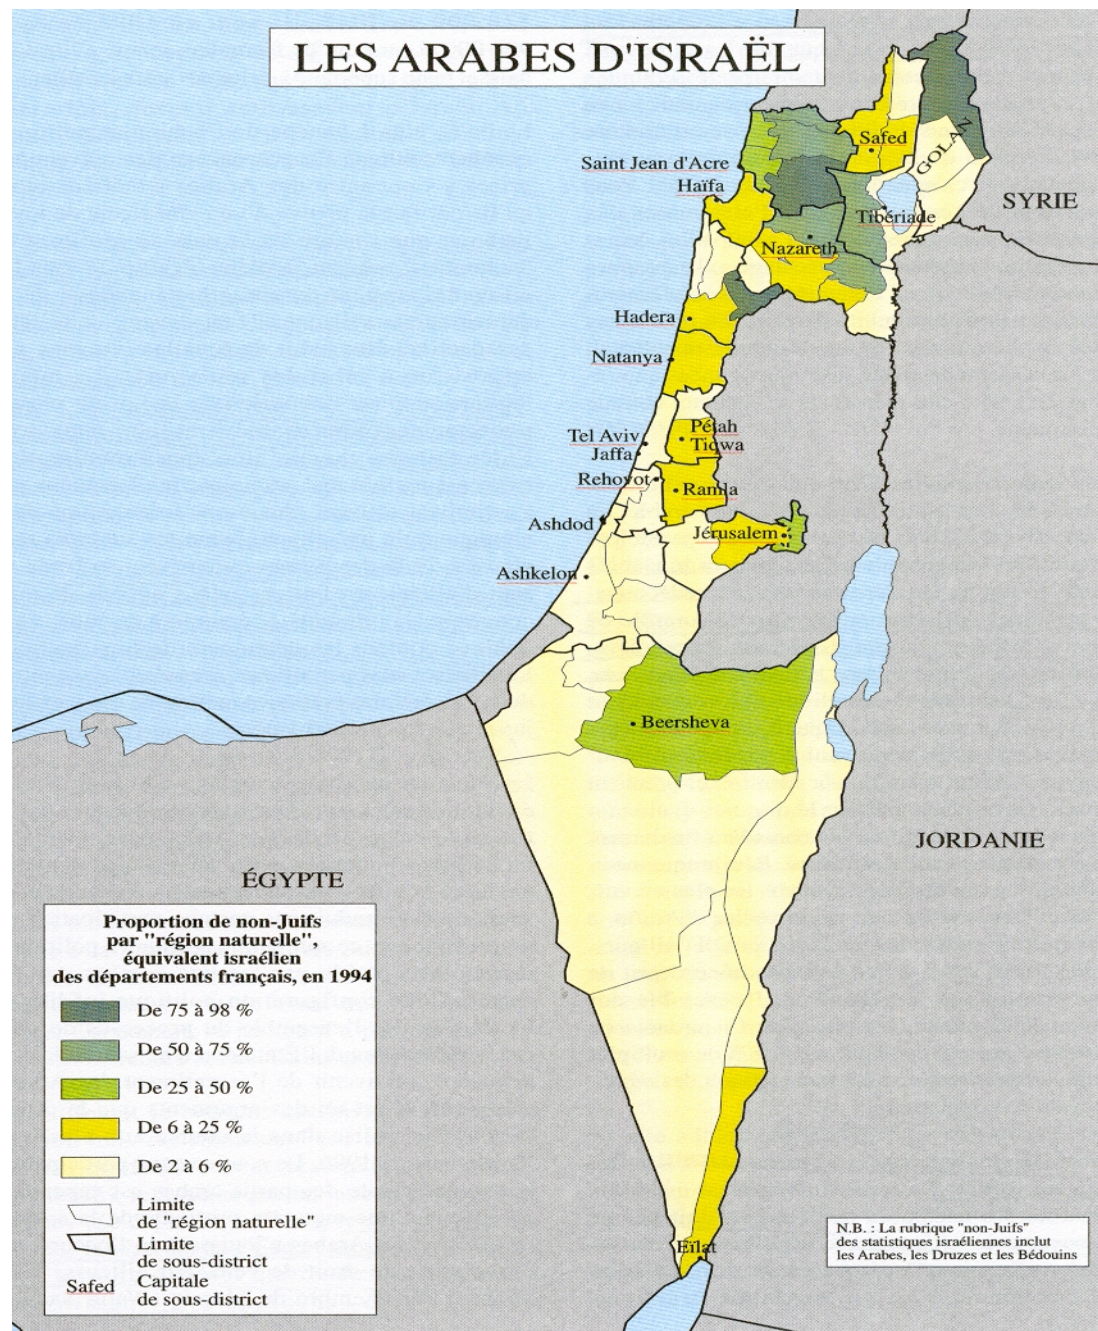 LES ARABES D'ISRAËL
Safed
GOLAN
Saint Jean d'Acre
Haïfa
SYRIE
Tibériade
Nazareth
Hadera
Natanya
Pétah
Tiqwa
Tel Aviv
Jaffa
Rehovot
Ramla
Ashdod
Jérusalem
Ashkelon
Beersheva
JORDANIE
ÉGYPTE
Proportion de non-Juifs
par "région naturelle",
équivalent israélien
des départements français, en 1994
De 75 à 98 %
De 50 à 75 %
De 25 à 50 %
De 6 à 25 %
De 2 à 6 %
Limite
de "région naturelle"
Limite
de sous-district
Safed
Capitale
de sous-district
Eilat
N.B. : La rubrique "non-Juifs"
des statistiques israéliennes inclut
les Arabes, les Druzes et les Bédouins